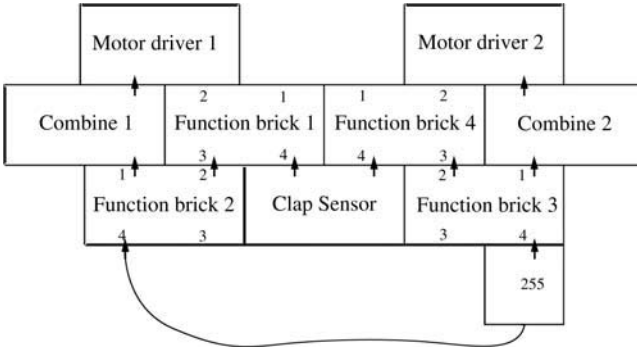 Motor driver 1 Motor driver 2
2 1 1 2
Combine 1 Function brick 1 Function brick 4 Combine 2
3 4 4 3
1 2 2 1
Function brick 2 Clap Sensor Function brick 3
4 3 3 4
255